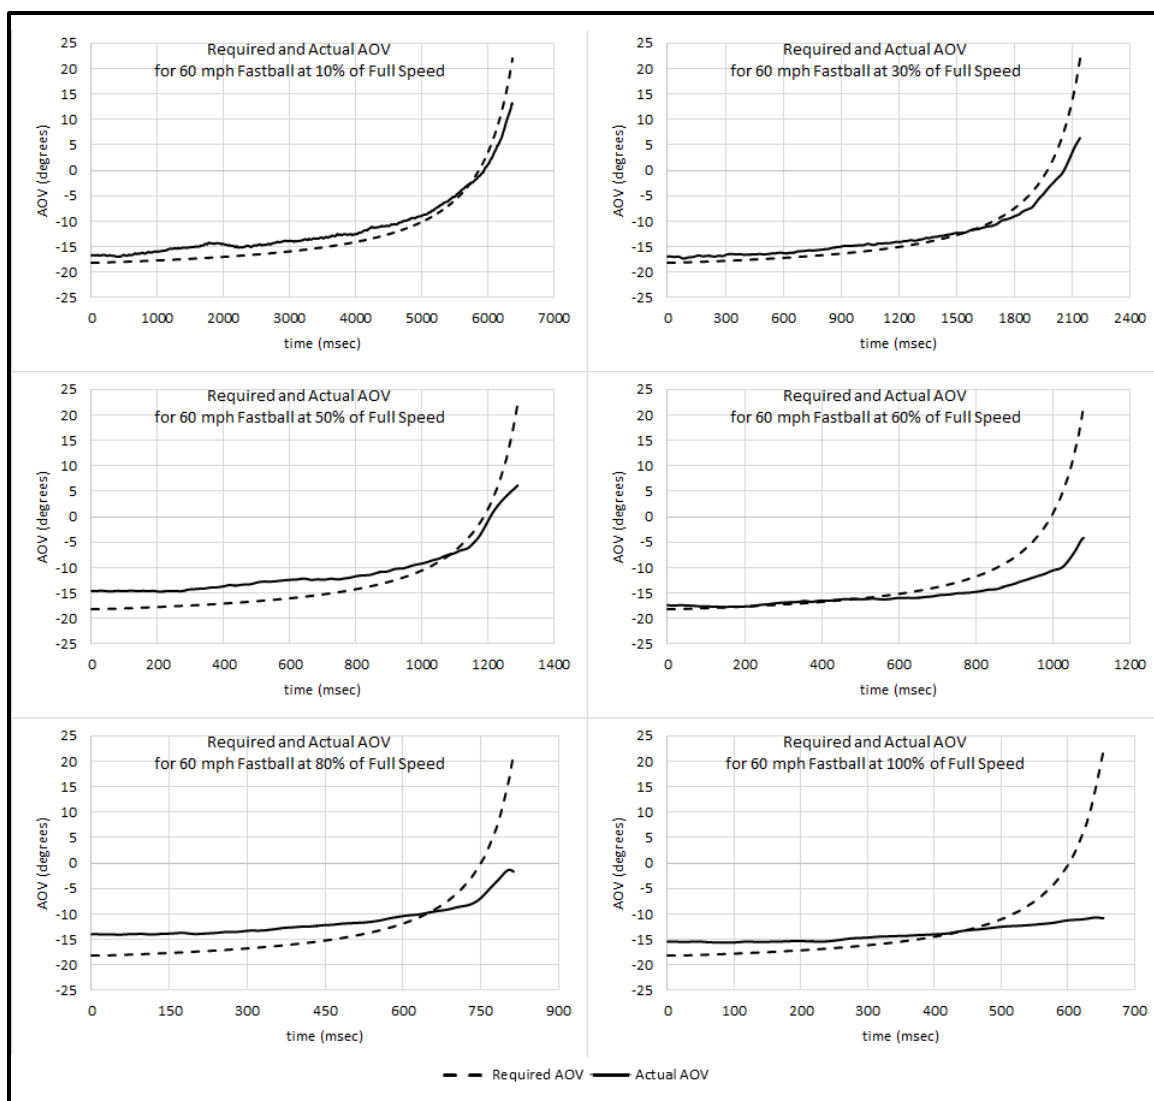 Required and Actual AOV
for 60 mph Fastball at 10% of Full Speed
25
20
15
10
5
0
-5
-10
-15
-20
-25
AOV (degrees)
0 1000 2000 3000 4000 5000 6000 7000
time (msec)
Required and Actual AOV
for 60 mph Fastball at 30% of Full Speed
25
20
15
10
5
0
-5
-10
-15
-20
-25
AOV (degrees)
0 300 600 900 1200 1500 1800 2100 2400
time (msec)
Required and Actual AOV
for 60 mph Fastball at 50% of Full Speed
25
20
15
10
5
0
-5
-10
-15
-20
-25
AOV (degrees)
0 200 400 600 800 1000 1200 1400
time (msec)
Required and Actual AOV
for 60 mph Fastball at 60% of Full Speed
25
20
15
10
5
0
-5
-10
-15
-20
-25
AOV (degrees)
0 200 400 600 800 1000 1200
time (msec)
Required and Actual AOV
for 60 mph Fastball at 80% of Full Speed
25
20
15
10
5
0
-5
-10
-15
-20
-25
AOV (degrees)
0 150 300 450 600 750 900
time (msec)
Required and Actual AOV
for 60 mph Fastball at 100% of Full Speed
25
20
15
10
5
0
-5
-10
-15
-20
-25
AOV (degrees)
0 100 200 300 400 500 600 700
time (msec)
Required AOV Actual AOV